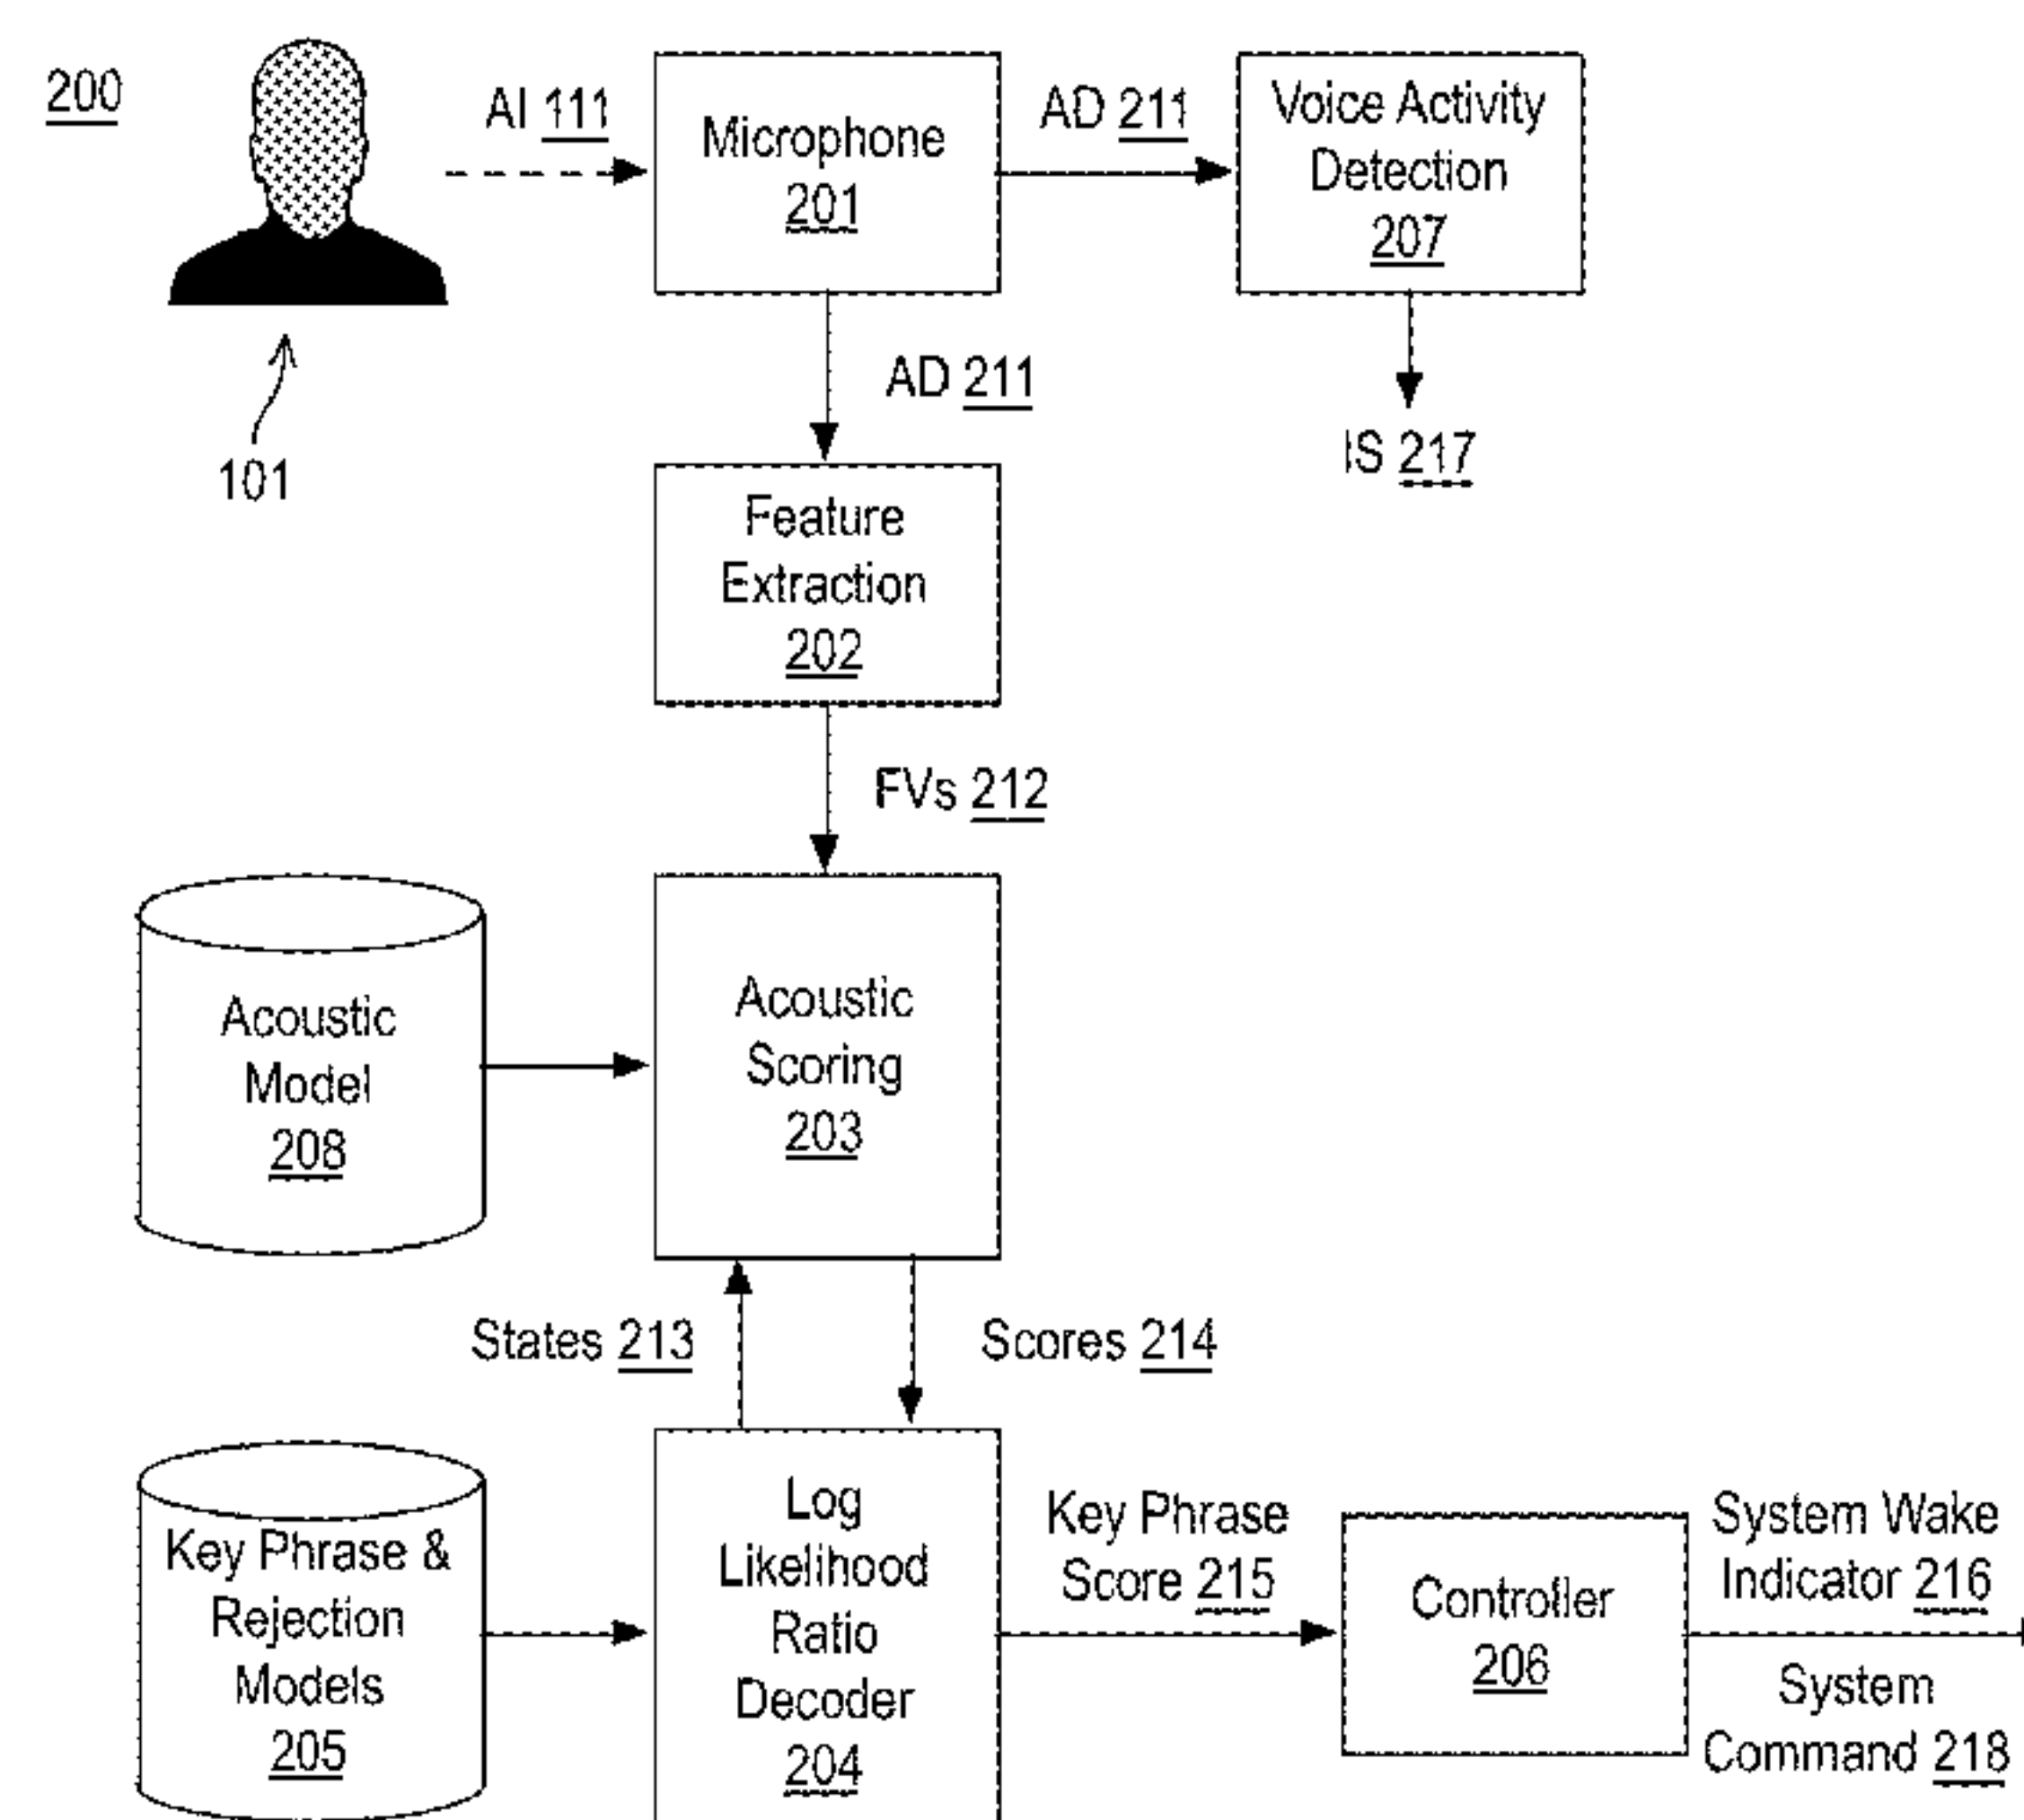 200
AI 111
Microphone
201
AD 211
Voice Activity
Detection
207
101
AD 211
IS 217
Feature
Extraction
202
FVs 212
Acoustic
Model
208
Acoustic
Scoring
203
States 213
Scores 214
Key Phrase &
Rejection
Models
205
Log
Likelihood
Ratio
Decoder
204
Key Phrase
Score 215
Controller
206
System Wake
Indicator 216
System
Command 218